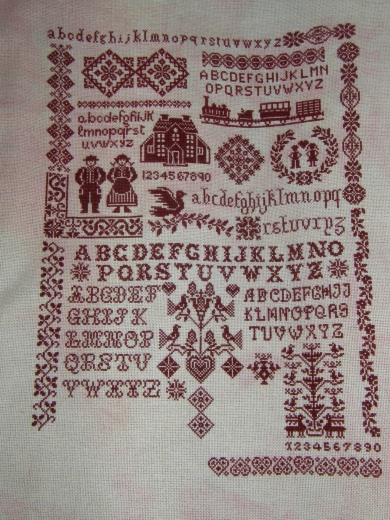 abcdefghijklmnopqrstuvwxyz
ABCDEFGHIJKLMN
OPQRSTUVWXYZ
abcdefghijk
lmnopqrst
uvwxyz
1234567890
abcdefghijklmnopq
rstuvxyz
ABCDEFGHIJKLMNO
PQRSTUVWXYZ
ABCDEF
GHIJK
LMNOP
QRSTU
VWXYZ
ABCDEFGHIJ
KLMNOPQRS
TUVWXYZ
1234567890